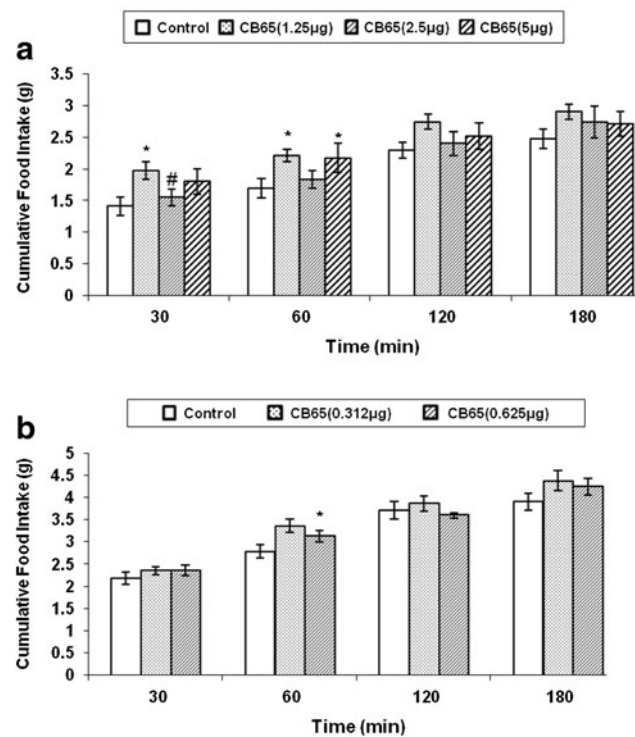 Control CB65(1.25µg) CB65(2.5µg) CB65(5µg)
a
Cumulative Food Intake (g)
3.5
3
2.5
2
1.5
1
0.5
0
*
#
*
*
30 60 120 180
Time (min)
Control CB65(0.312µg) CB65(0.625µg)
b
Cumulative Food Intake (g)
5
4.5
4
3.5
3
2.5
2
1.5
1
0.5
0
*
30 60 120 180
Time (min)